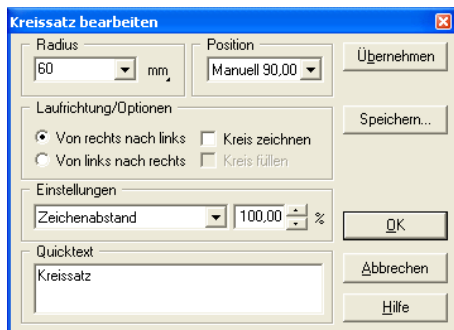 Kreissatz bearbeiten
Radius
60
mm
Position
Manuell 90,00
Übernehmen
Laufrichtung/Optionen
Von rechts nach links
Kreis zeichnen
Von links nach rechts
Kreis füllen
Speichern...
Einstellungen
Zeichenabstand
100,00
%
OK
Quicktext
Kreissatz
Abbrechen
Hilfe